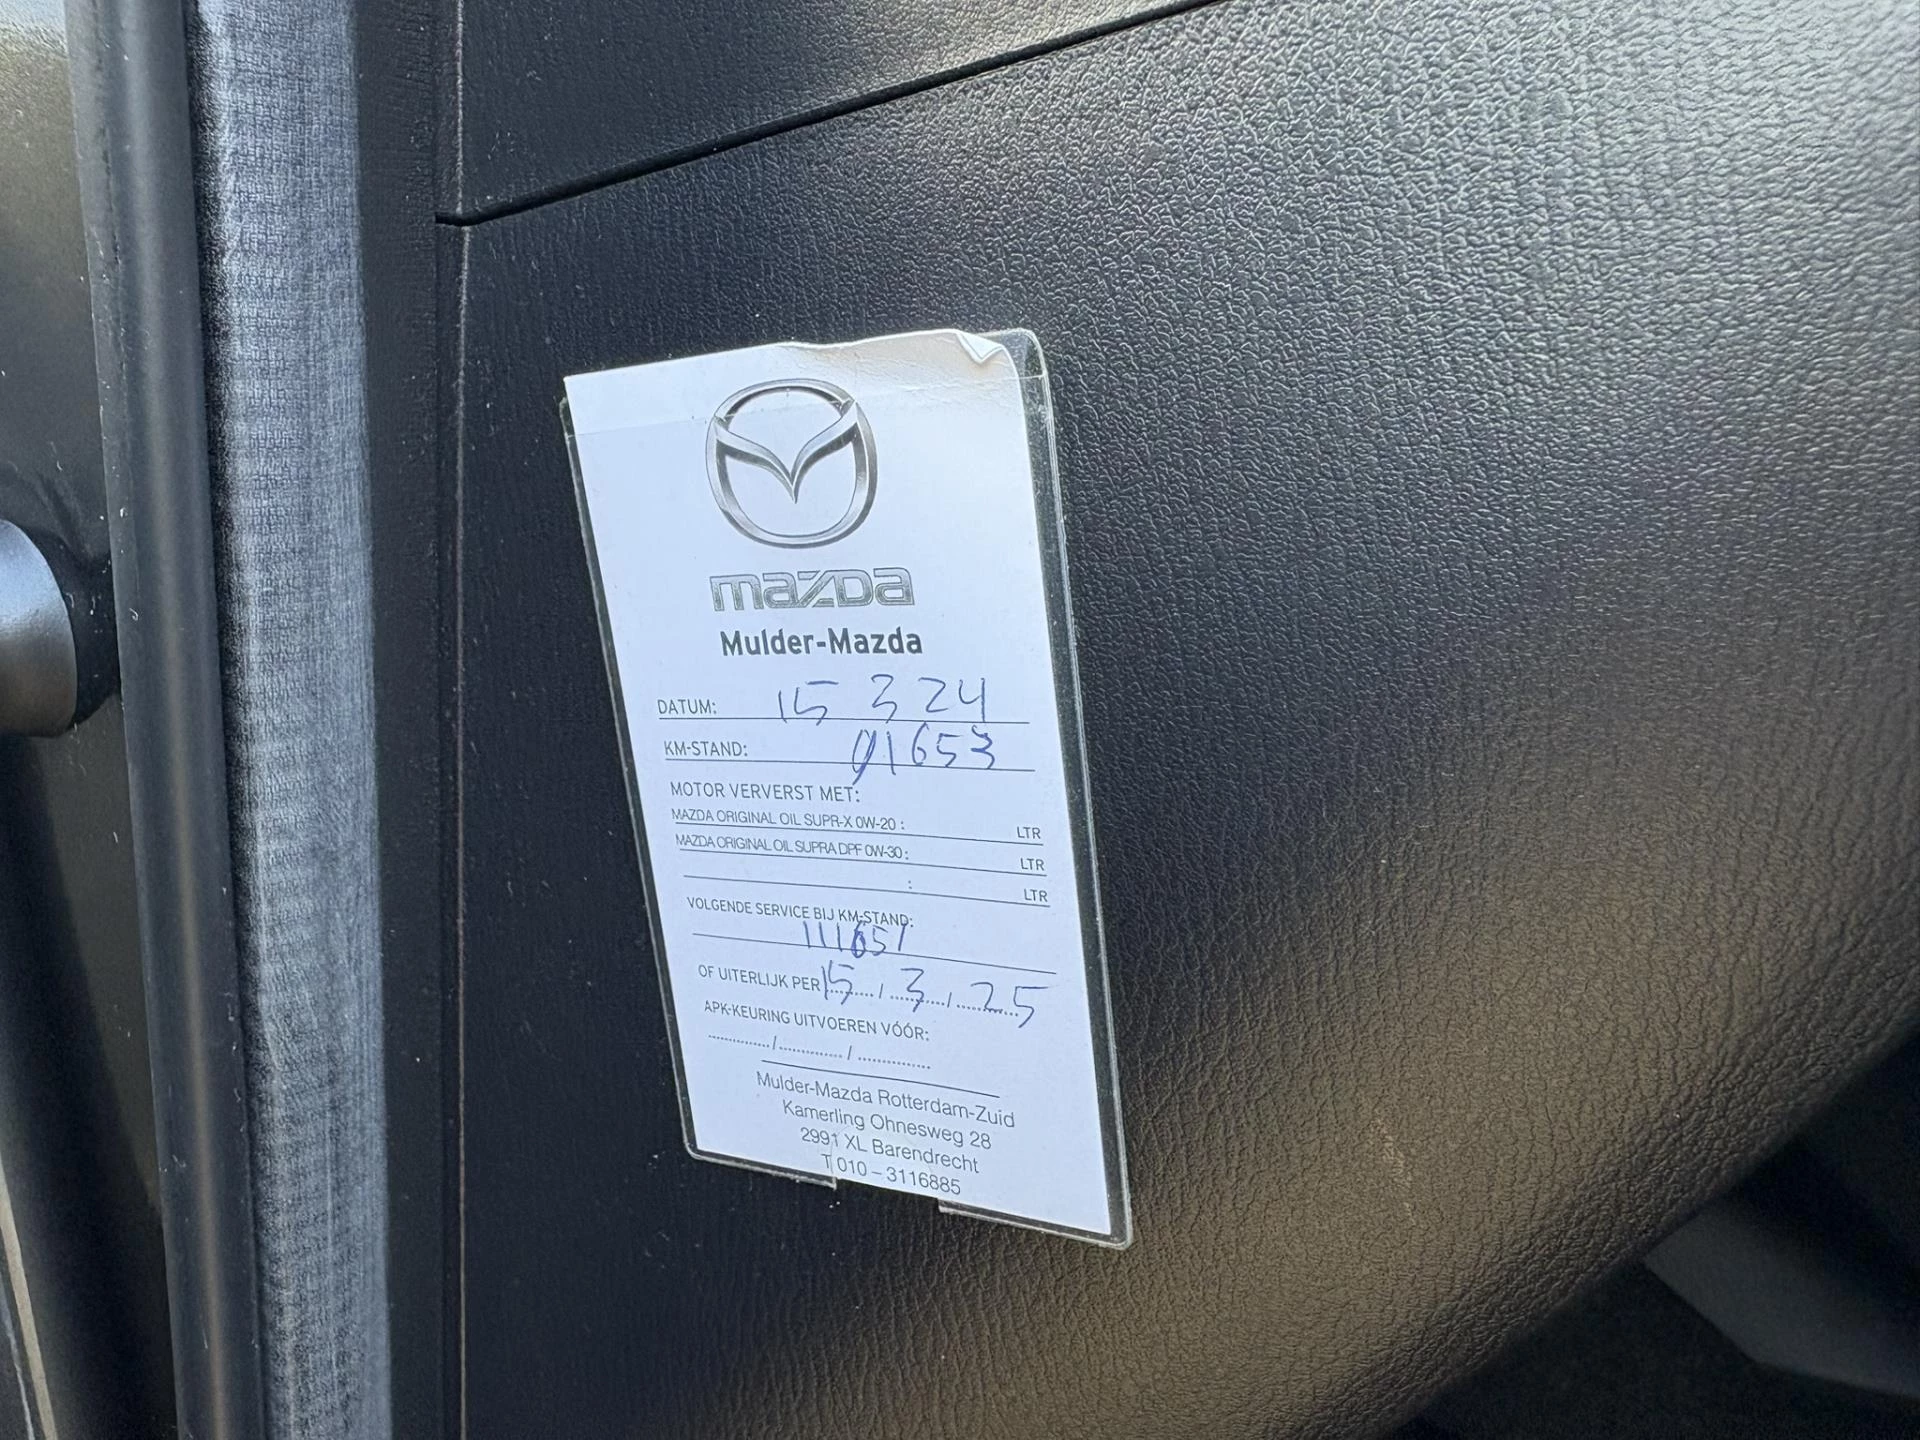 mazda
Mulder-Mazda
DATUM: 15 3 24
KM-STAND: 91653
MOTOR VERVERST MET:
MAZDA ORIGINAL OIL SUPR-X 0W-20 : LTR
MAZDA ORIGINAL OIL SUPRA DPF 0W-30 : LTR
: LTR
VOLGENDE SERVICE BIJ KM-STAND:
111651
OF UITERLIJK PER 15 / 3 / 25
APK-KEURING UITVOEREN VÓÓR:
............/............/............
Mulder-Mazda Rotterdam-Zuid
Kamerling Ohnesweg 28
2991 XL Barendrecht
T 010 – 3116885